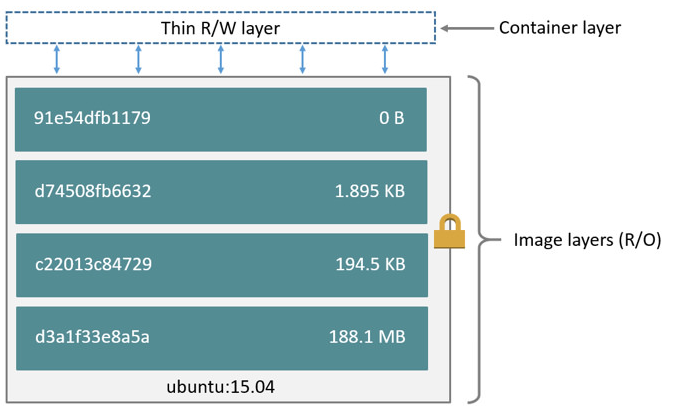 Thin R/W layer
Container layer
91e54dfb1179 0 B
d74508fb6632 1.895 KB
c22013c84729 194.5 KB
d3a1f33e8a5a 188.1 MB
Image layers (R/O)
ubuntu:15.04